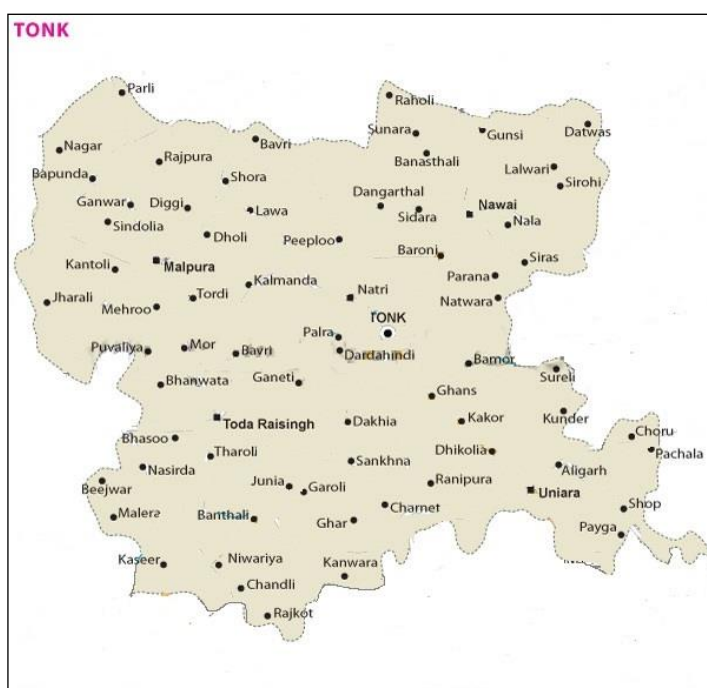 TONK
Parli
Raholi
Sunara
Gunsi
Datwas
Nagar
Bavri
Rajpura
Banasthali
Lalwari
Bapunda
Shora
Sirohi
Dangarthal
Ganwar
Diggi
Lawa
Sidara
Nawai
Nala
Sindolia
Dholi
Peeploo
Baroni
Siras
Kantoli
Malpura
Kalmanda
Parana
Jharali
Mehroo
Tordi
Natri
Natwara
TONK
Palra
Puvaliya
Mor
Bavri
Dardahindi
Bamor
Sureli
Bhanwata
Ganeti
Ghans
Toda Raisingh
Dakhia
Kakor
Kunder
Choru
Bhasoo
Tharoli
Sankhna
Dhikolia
Pachala
Nasirda
Aligarh
Beejwar
Junia
Garoli
Ranipura
Uniara
Malera
Banthali
Ghar
Charnet
Shop
Payga
Kaseer
Niwariya
Kanwara
Chandli
Rajkot